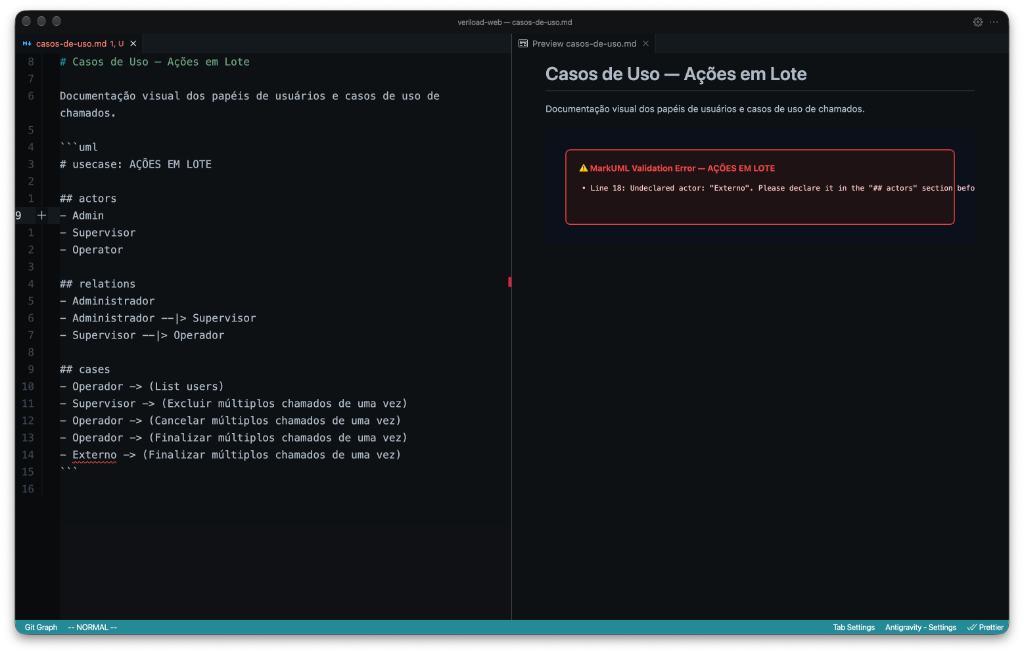 veriload-web — casos-de-uso.md
casos-de-uso.md 1, U
8 # Casos de Uso — Ações em Lote
7
6 Documentação visual dos papéis de usuários e casos de uso de
chamados.
5
4 ```uml
3 # usecase: AÇÕES EM LOTE
2
1 ## actors
9 - Admin
1 - Supervisor
2 - Operator
3
4 ## relations
5 - Administrador
6 - Administrador --|> Supervisor
7 - Supervisor --|> Operador
8
9 ## cases
10 - Operador -> (List users)
11 - Supervisor -> (Excluir múltiplos chamados de uma vez)
12 - Operador -> (Cancelar múltiplos chamados de uma vez)
13 - Operador -> (Finalizar múltiplos chamados de uma vez)
14 - Externo -> (Finalizar múltiplos chamados de uma vez)
15 ```
16
Preview casos-de-uso.md
Casos de Uso — Ações em Lote
Documentação visual dos papéis de usuários e casos de uso de chamados.
⚠️ MarkUML Validation Error — AÇÕES EM LOTE
• Line 18: Undeclared actor: "Externo". Please declare it in the "## actors" section befo
Git Graph -- NORMAL --
Tab Settings Antigravity - Settings Prettier